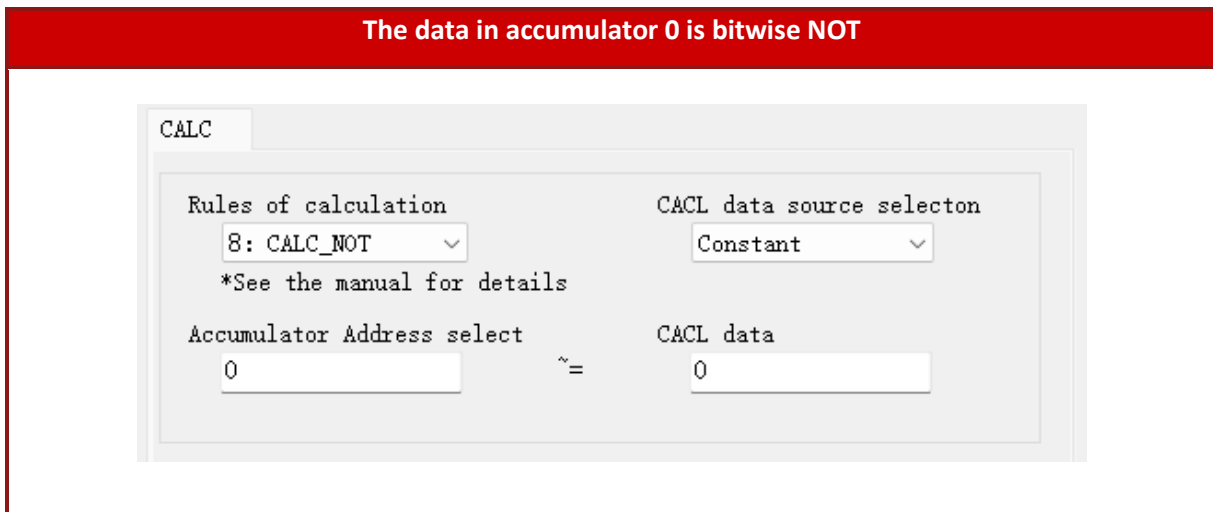 The data in accumulator 0 is bitwise NOT
CALC
Rules of calculation
CACL data source selecton
8: CALC_NOT
Constant
*See the manual for details
Accumulator Address select
CACL data
0
~=
0